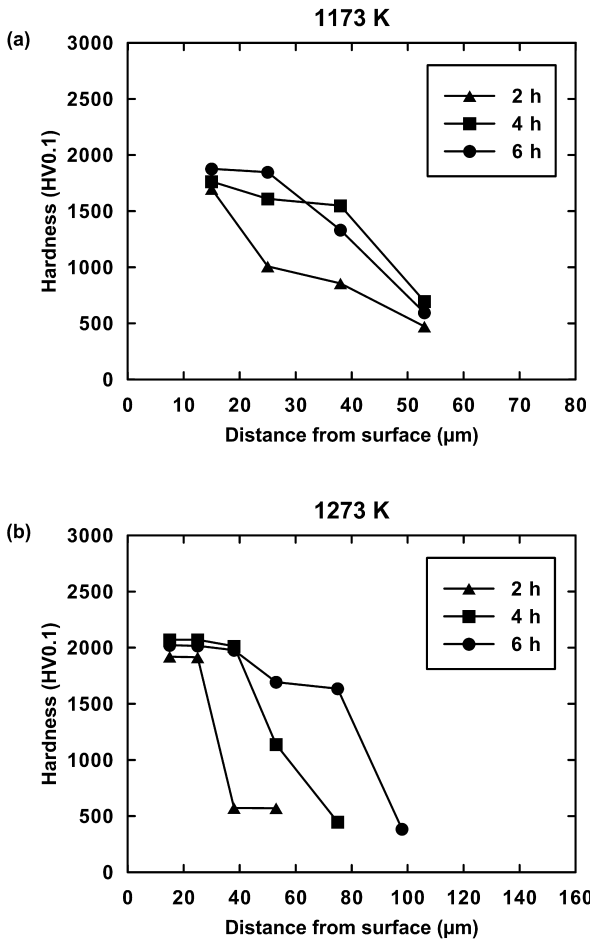 1173 K
(a)
3000
2500
2000
1500
1000
500
0
Hardness (HV0.1)
2 h
4 h
6 h
0 10 20 30 40 50 60 70 80
Distance from surface (µm)
1273 K
(b)
3000
2500
2000
1500
1000
500
0
Hardness (HV0.1)
2 h
4 h
6 h
0 20 40 60 80 100 120 140 160
Distance from surface (µm)